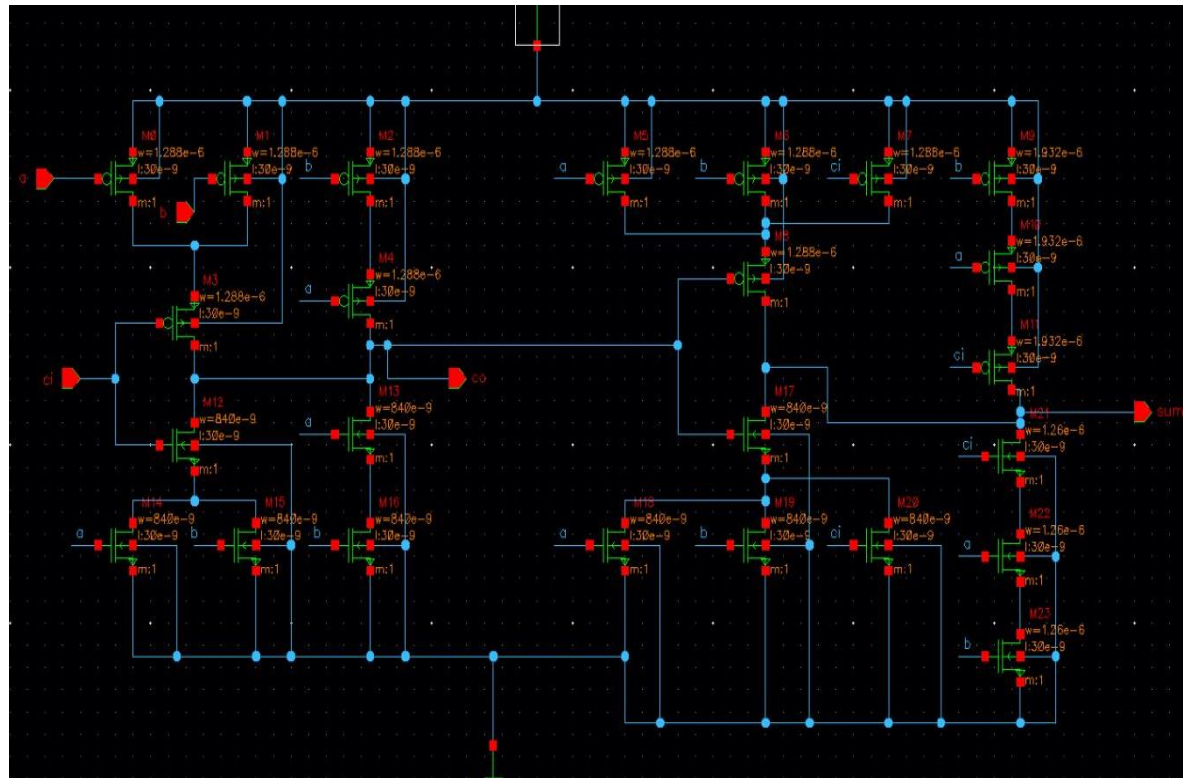 M0
w=1.288e-6
l:30e-9
m:1
a
M1
w=1.288e-6
l:30e-9
m:1
b
M2
w=1.288e-6
l:30e-9
m:1
b
M5
w=1.288e-6
l:30e-9
m:1
a
M6
w=1.288e-6
l:30e-9
m:1
b
M7
w=1.288e-6
l:30e-9
m:1
ci
M9
w=1.932e-6
l:30e-9
m:1
b
M3
w=1.288e-6
l:30e-9
m:1
M4
w=1.288e-6
l:30e-9
m:1
a
M8
w=1.288e-6
l:30e-9
m:1
M10
w=1.932e-6
l:30e-9
m:1
a
M11
w=1.932e-6
l:30e-9
m:1
ci
ci
co
sum
M12
w=840e-9
l:30e-9
m:1
M13
w=840e-9
l:30e-9
m:1
a
M17
w=840e-9
l:30e-9
m:1
M21
w=1.26e-6
l:30e-9
m:1
ci
M14
w=840e-9
l:30e-9
m:1
a
M15
w=840e-9
l:30e-9
m:1
b
M16
w=840e-9
l:30e-9
m:1
b
M18
w=840e-9
l:30e-9
m:1
a
M19
w=840e-9
l:30e-9
m:1
b
M20
w=840e-9
l:30e-9
m:1
ci
M22
w=1.26e-6
l:30e-9
m:1
a
M23
w=1.26e-6
l:30e-9
m:1
b